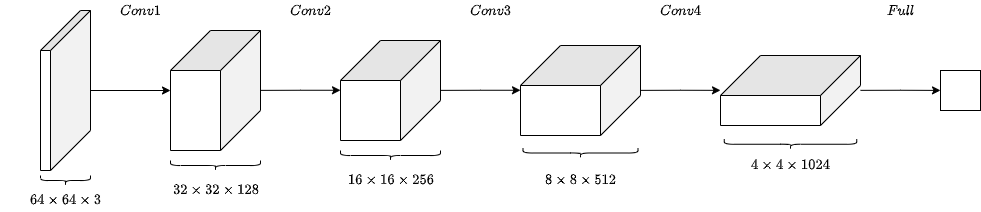 Conv1
Conv2
Conv3
Conv4
Full
64 × 64 × 3
32 × 32 × 128
16 × 16 × 256
8 × 8 × 512
4 × 4 × 1024